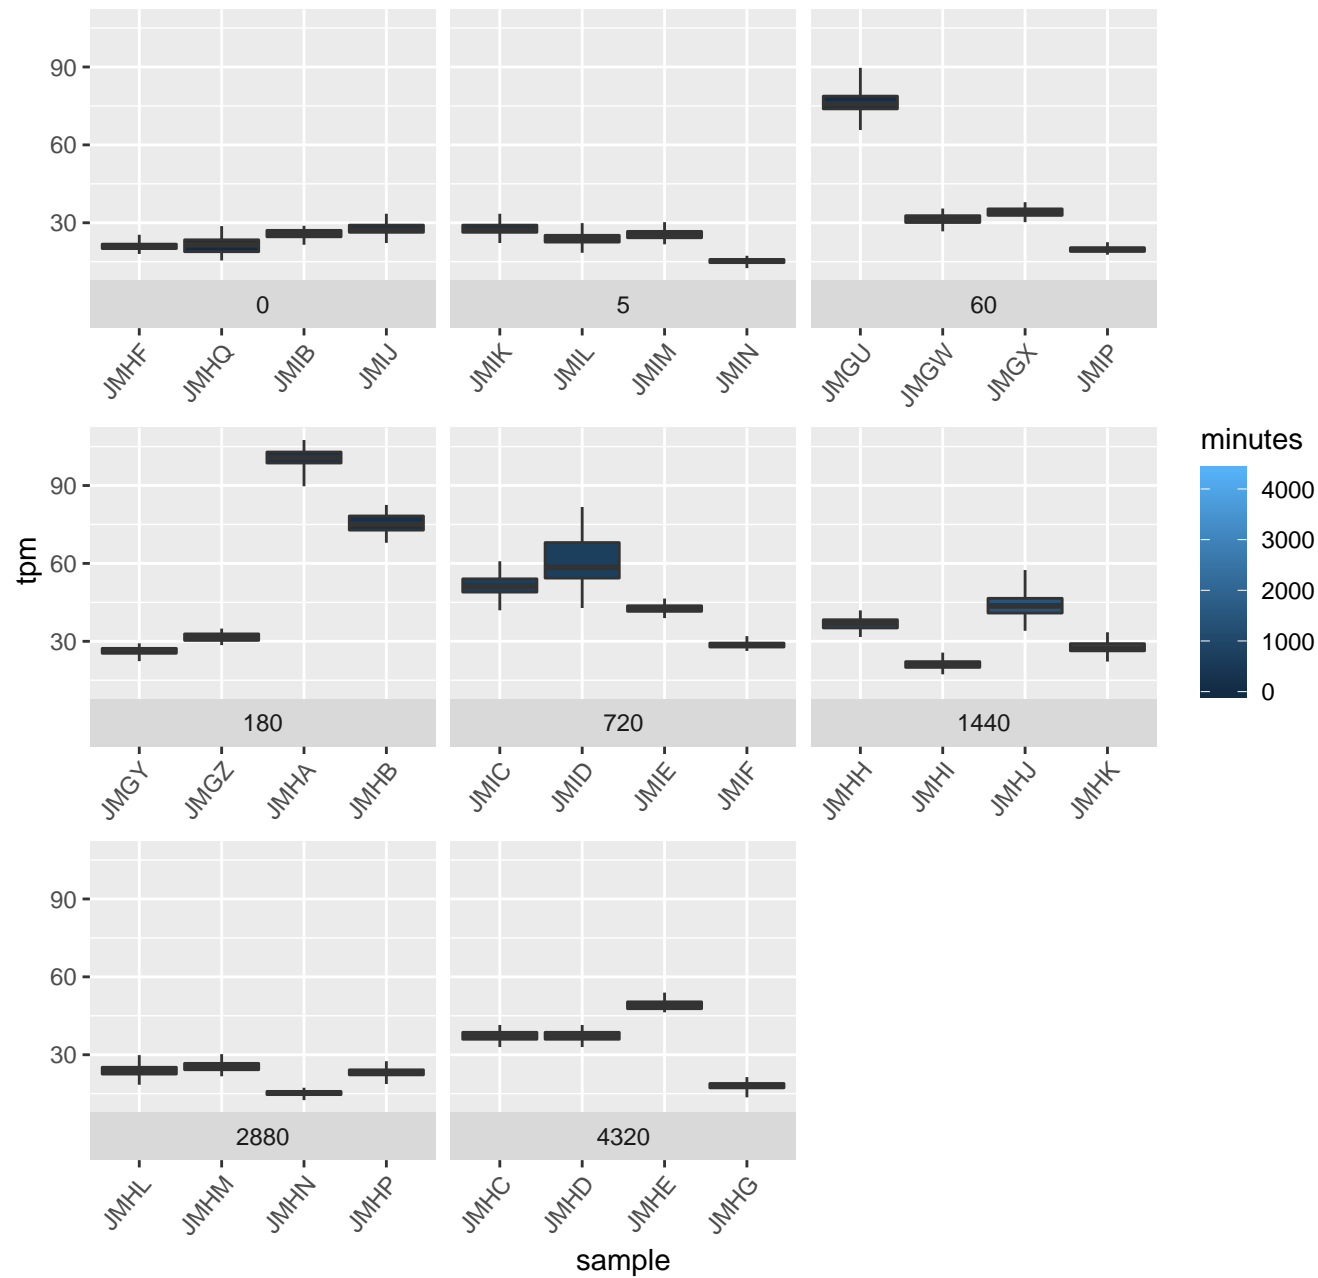 90
60
30
0
5
60
JMHF
JMHQ
JMIB
JMIJ
JMIK
JMIL
JMIM
JMIN
JMGU
JMGW
JMGX
JMIP
tpm
90
60
30
180
720
1440
JMGY
JMGZ
JMHA
JMHB
JMIC
JMID
JMIE
JMIF
JMHH
JMHI
JMHJ
JMHK
minutes
4000
3000
2000
1000
0
90
60
30
2880
4320
JMHL
JMHM
JMHN
JMHP
JMHC
JMHD
JMHE
JMHG
sample